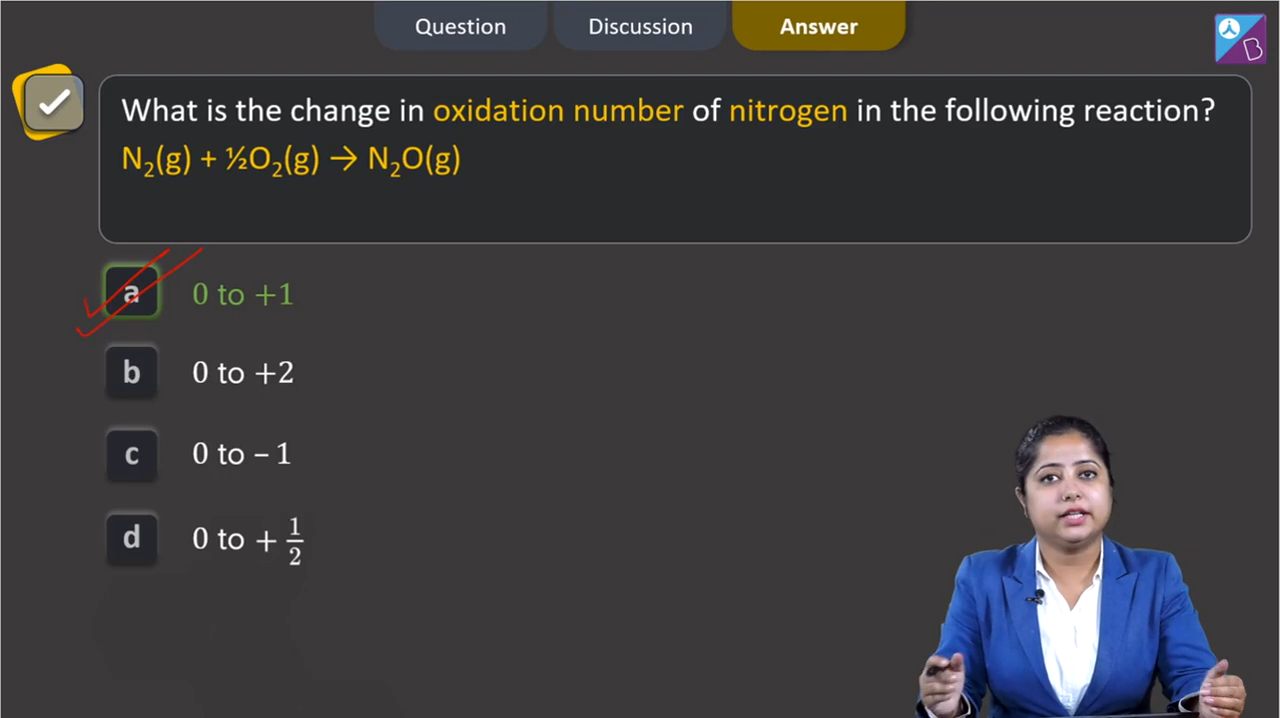 Question Discussion Answer
B
What is the change in oxidation number of nitrogen in the following reaction?
N₂(g) + ½O₂(g) → N₂O(g)
a 0 to +1
b 0 to +2
c 0 to – 1
d 0 to + 1/2